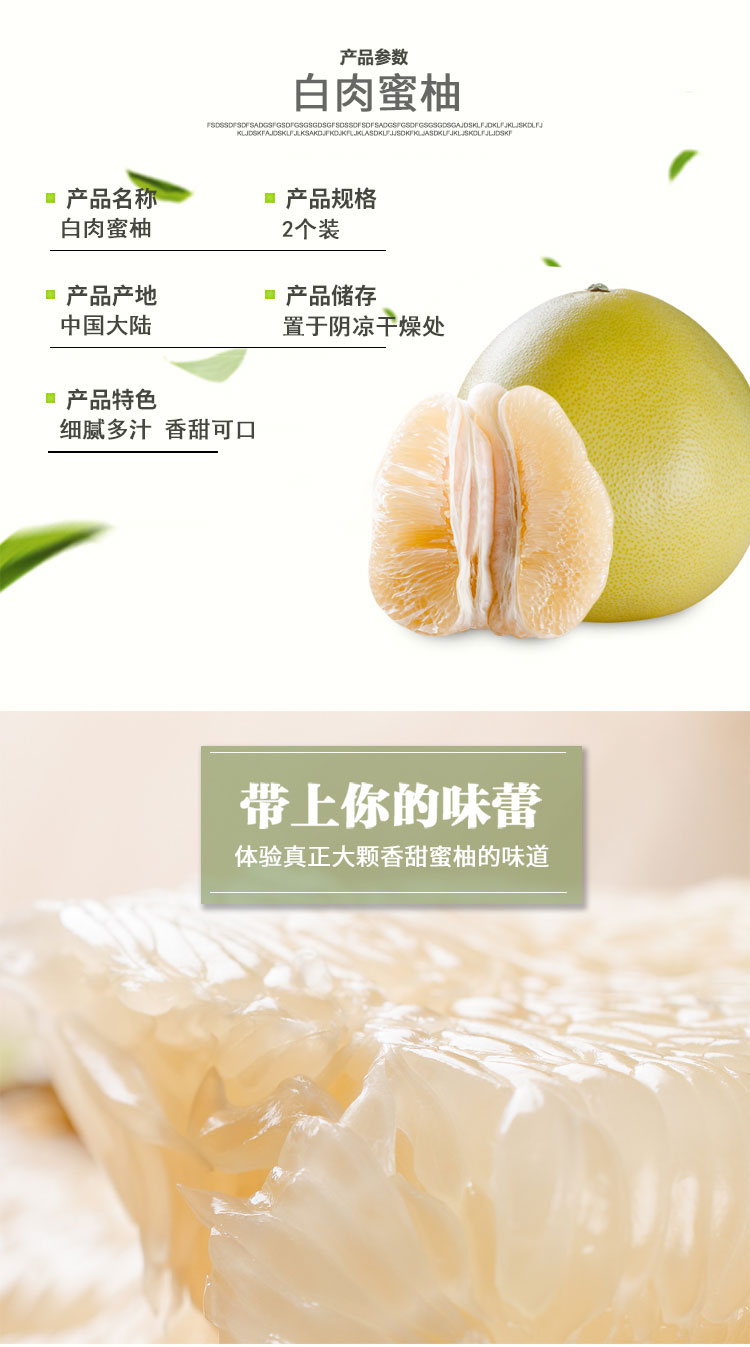 产品参数
白肉蜜柚
产品名称
白肉蜜柚
产品规格
2个装
产品产地
中国大陆
产品储存
置于阴凉干燥处
产品特色
细腻多汁 香甜可口
带上你的味蕾
体验真正大颗香甜蜜柚的味道